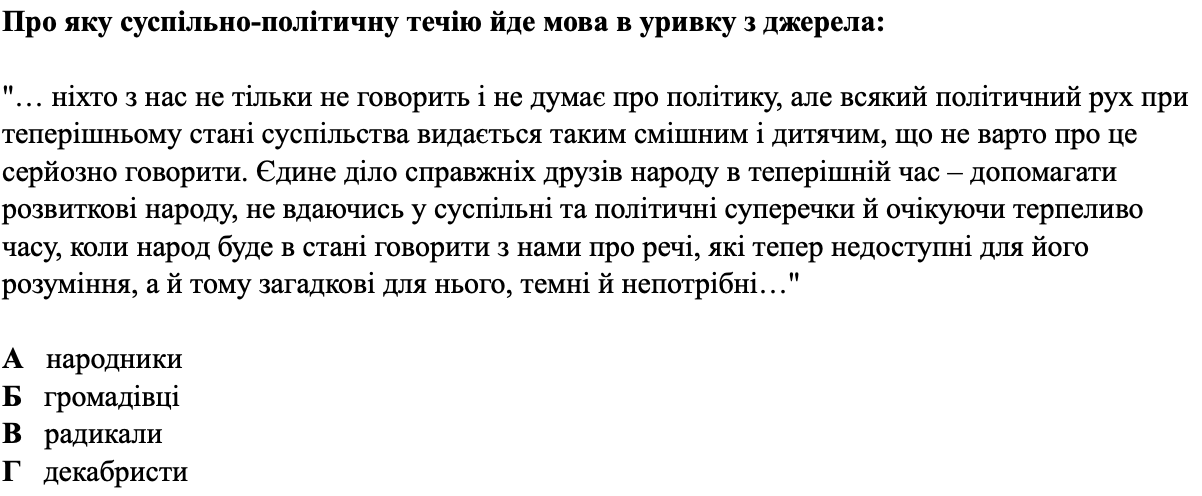 Про яку суспільно-політичну течію йде мова в уривку з джерела:
"… ніхто з нас не тільки не говорить і не думає про політику, але всякий політичний рух при
теперішньому стані суспільства видається таким смішним і дитячим, що не варто про це
серйозно говорити. Єдине діло справжніх друзів народу в теперішній час – допомагати
розвиткові народу, не вдаючись у суспільні та політичні суперечки й очікуючи терпеливо
часу, коли народ буде в стані говорити з нами про речі, які тепер недоступні для його
розуміння, а й тому загадкові для нього, темні й непотрібні…"
А народники
Б громадівці
В радикали
Г декабристи